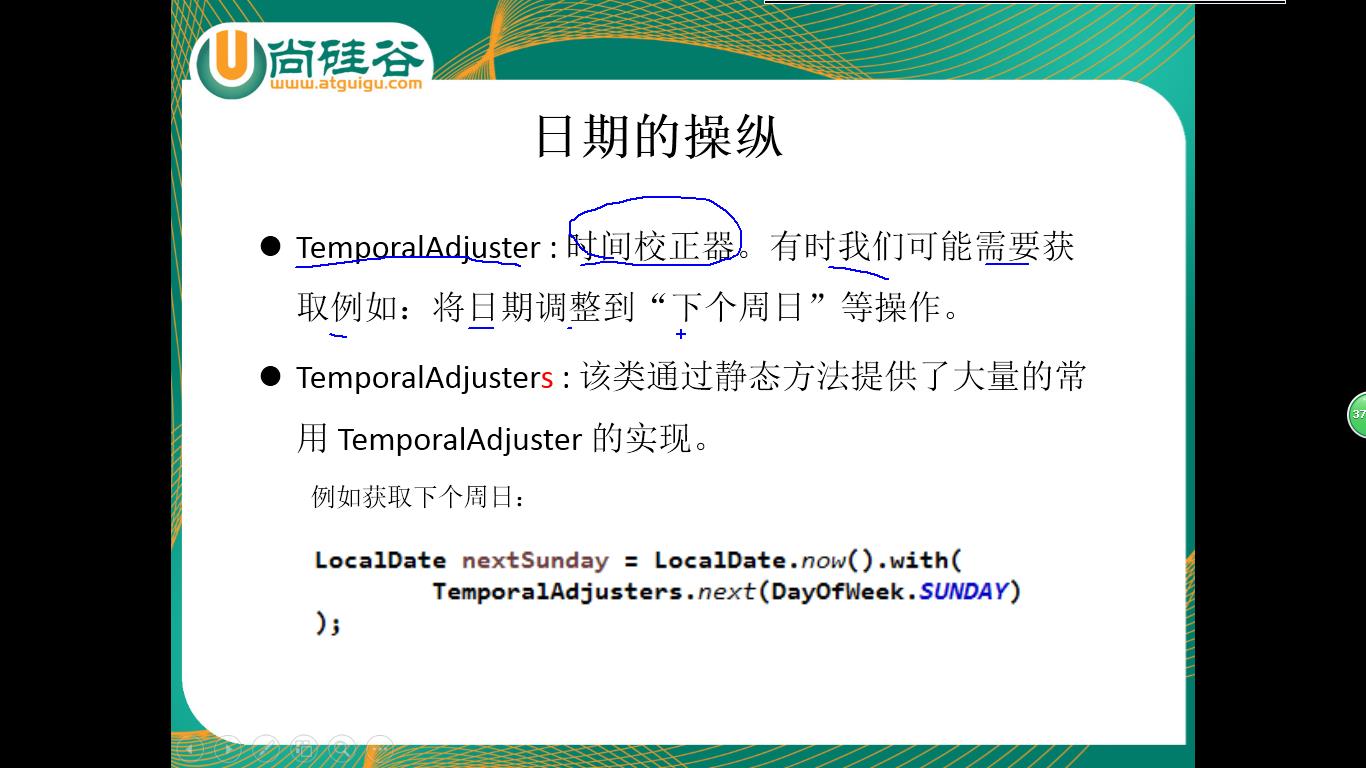 尚硅谷
www.atguigu.com
日期的操纵
TemporalAdjuster : 时间校正器。有时我们可能需要获
取例如：将日期调整到“下个周日”等操作。
TemporalAdjusters : 该类通过静态方法提供了大量的常
用 TemporalAdjuster 的实现。
例如获取下个周日：
LocalDate nextSunday = LocalDate.now().with(
TemporalAdjusters.next(DayOfWeek.SUNDAY)
);
37